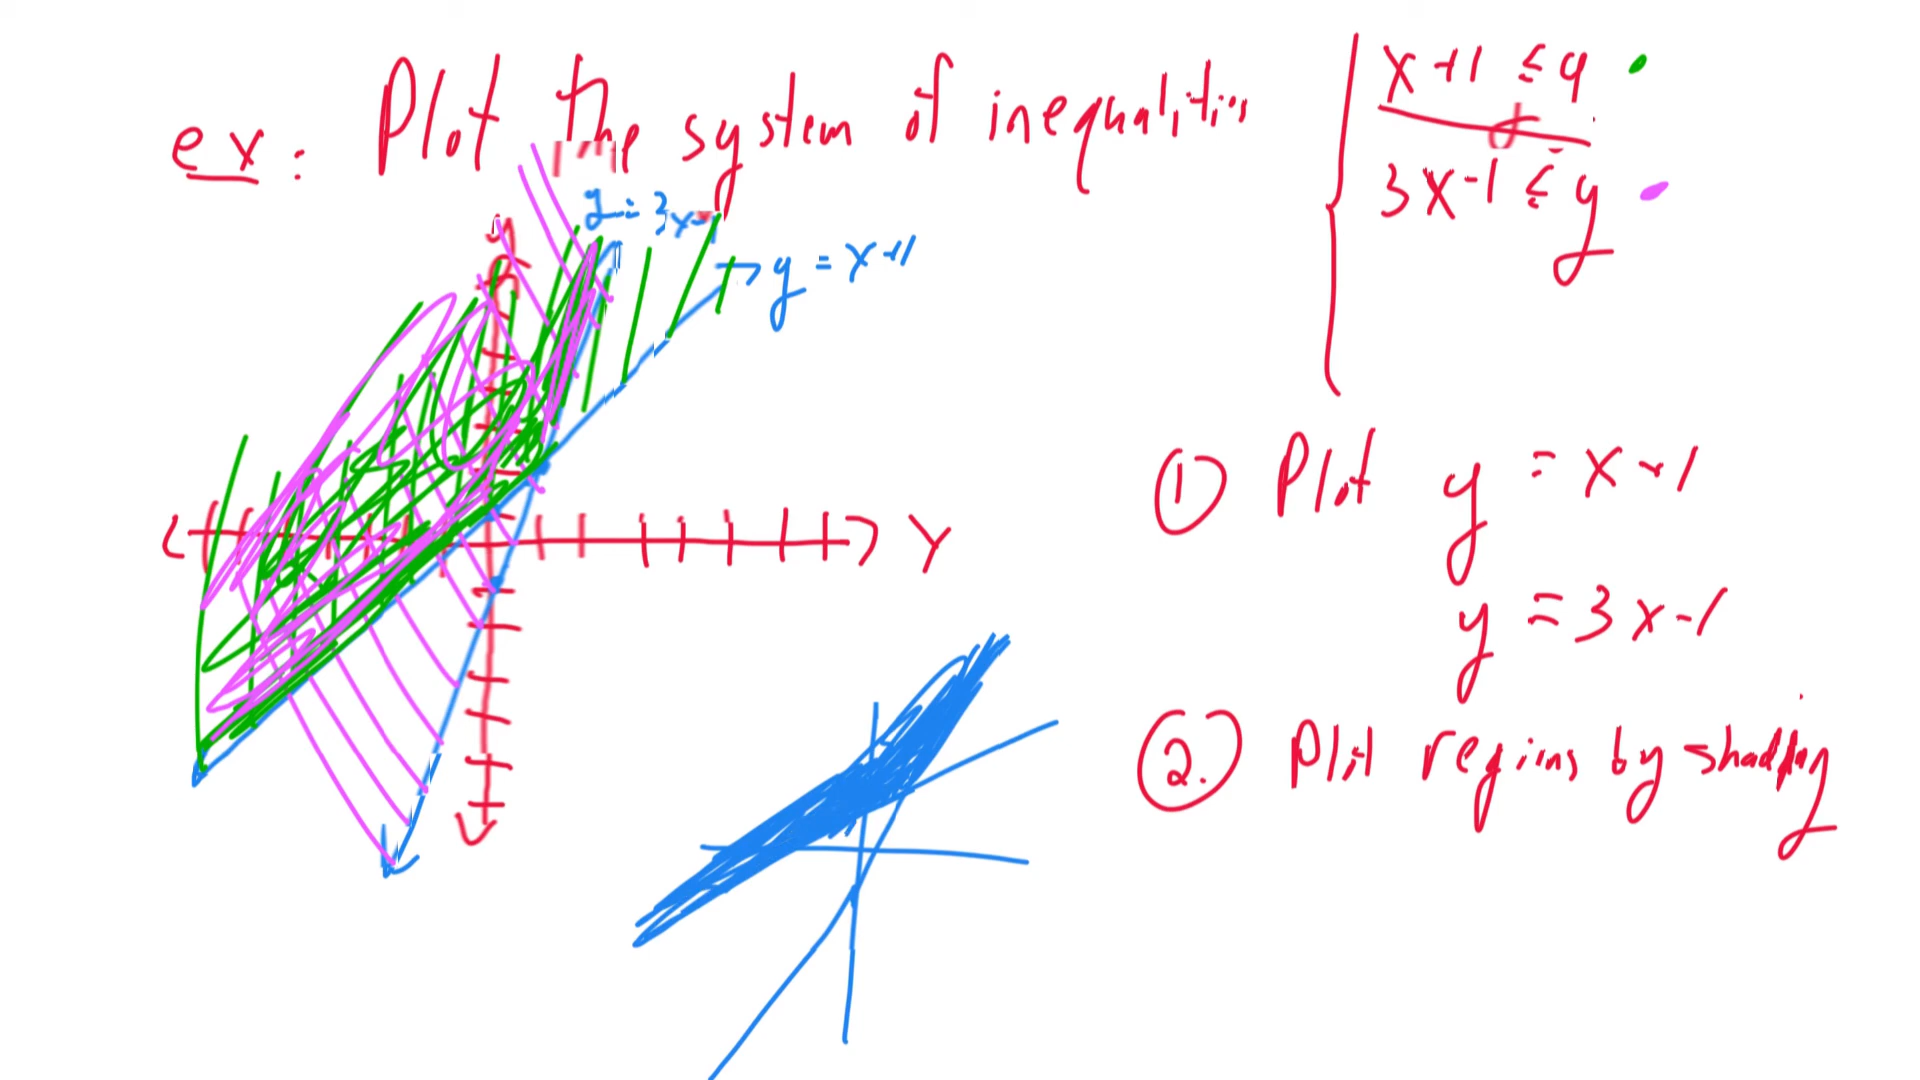 ex: Plot the system of inequalities
x+1 ≤ y
3x-1 ≤ y
y = 3x-1
y = x+1
y
① Plot y = x+1
y = 3x-1
②. Plot regions by shading